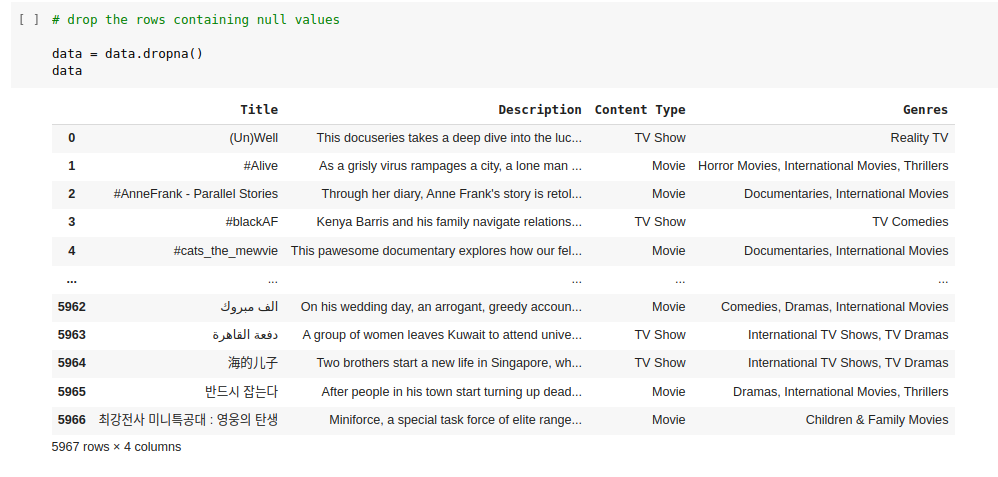 [ ] # drop the rows containing null values
data = data.dropna()
data
Title Description Content Type Genres
0 (Un)Well This docuseries takes a deep dive into the luc... TV Show Reality TV
1 #Alive As a grisly virus rampages a city, a lone man ... Movie Horror Movies, International Movies, Thrillers
2 #AnneFrank - Parallel Stories Through her diary, Anne Frank's story is retol... Movie Documentaries, International Movies
3 #blackAF Kenya Barris and his family navigate relations... TV Show TV Comedies
4 #cats_the_mewvie This pawesome documentary explores how our fel... Movie Documentaries, International Movies
... ... ... ... ...
5962 الف مبروك On his wedding day, an arrogant, greedy accoun... Movie Comedies, Dramas, International Movies
5963 دفعة القاهرة A group of women leaves Kuwait to attend unive... TV Show International TV Shows, TV Dramas
5964 海的儿子 Two brothers start a new life in Singapore, wh... TV Show International TV Shows, TV Dramas
5965 반드시 잡는다 After people in his town start turning up dead... Movie Dramas, International Movies, Thrillers
5966 최강전사 미니특공대 : 영웅의 탄생 Miniforce, a special task force of elite range... Movie Children & Family Movies
5967 rows × 4 columns